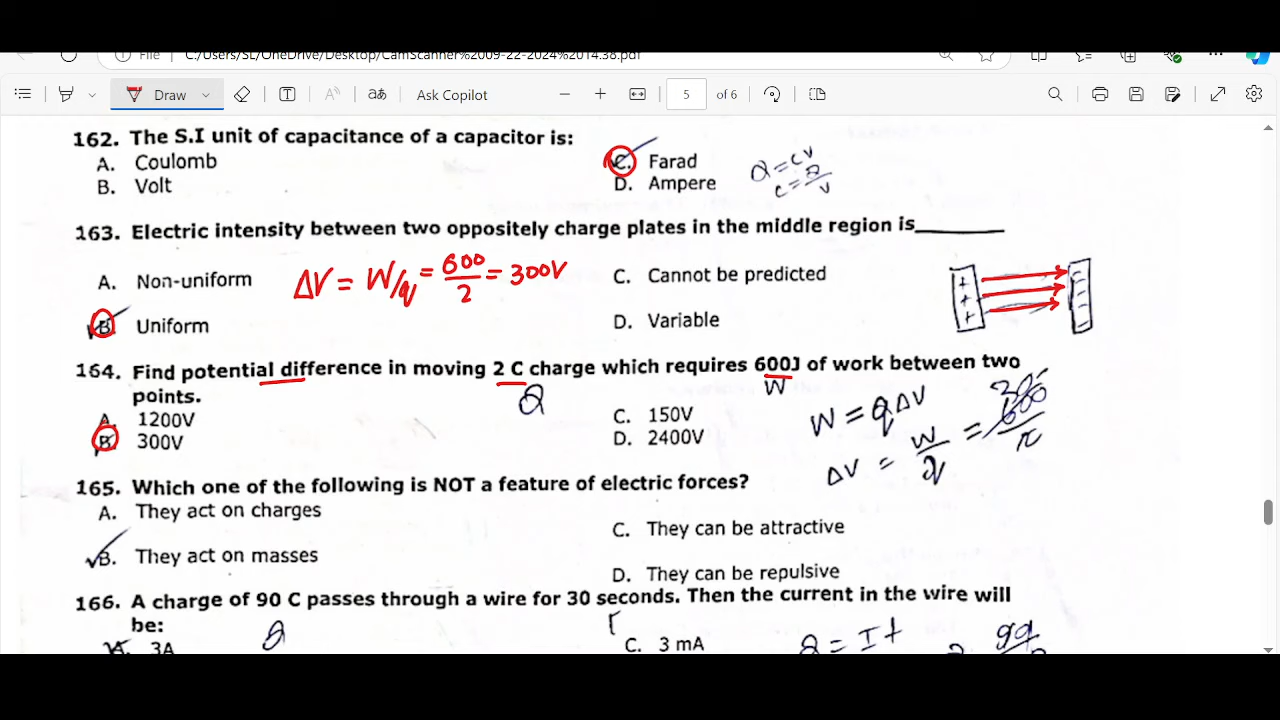 File C:/Users/SL/OneDrive/Desktop/CamScanner%2009-22-2024%2014.38.pdf
Draw aあ Ask Copilot 5 of 6
162. The S.I unit of capacitance of a capacitor is:
A. Coulomb
C. Farad
B. Volt
D. Ampere
Q = CV
C = Q/V
163. Electric intensity between two oppositely charge plates in the middle region is________
A. Non-uniform
C. Cannot be predicted
ΔV = W/q = 600/2 = 300V
B. Uniform
D. Variable
+ + +
- - - -
164. Find potential difference in moving 2 C charge which requires 600J of work between two
points.
Q
W
A. 1200V
C. 150V
B. 300V
D. 2400V
W = qΔV
ΔV = W/q = 600/2
300
165. Which one of the following is NOT a feature of electric forces?
A. They act on charges
C. They can be attractive
B. They act on masses
D. They can be repulsive
166. A charge of 90 C passes through a wire for 30 seconds. Then the current in the wire will
be:
Q
A. 3A
C. 3 mA
Q = It